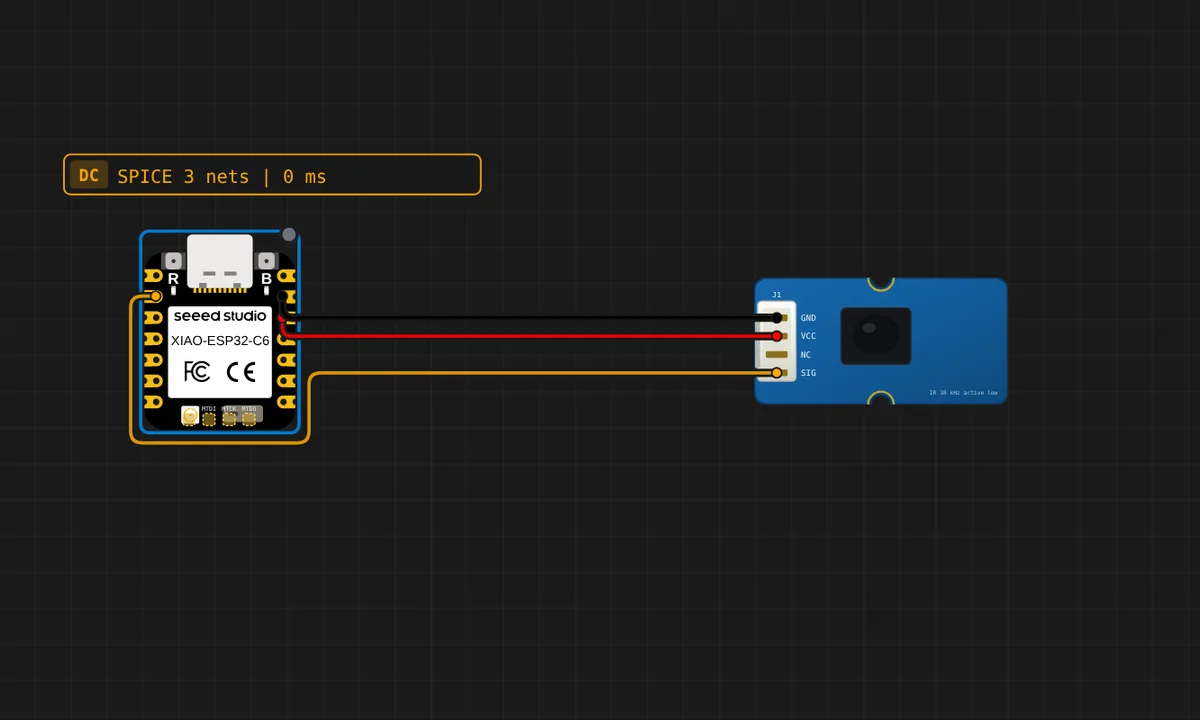 DC SPICE 3 nets | 0 ms
R B
seeed studio
XIAO-ESP32-C6
FC CE
MTDI MTCK MTDO
J1
GND
VCC
NC
SIG
IR 38 kHz active low